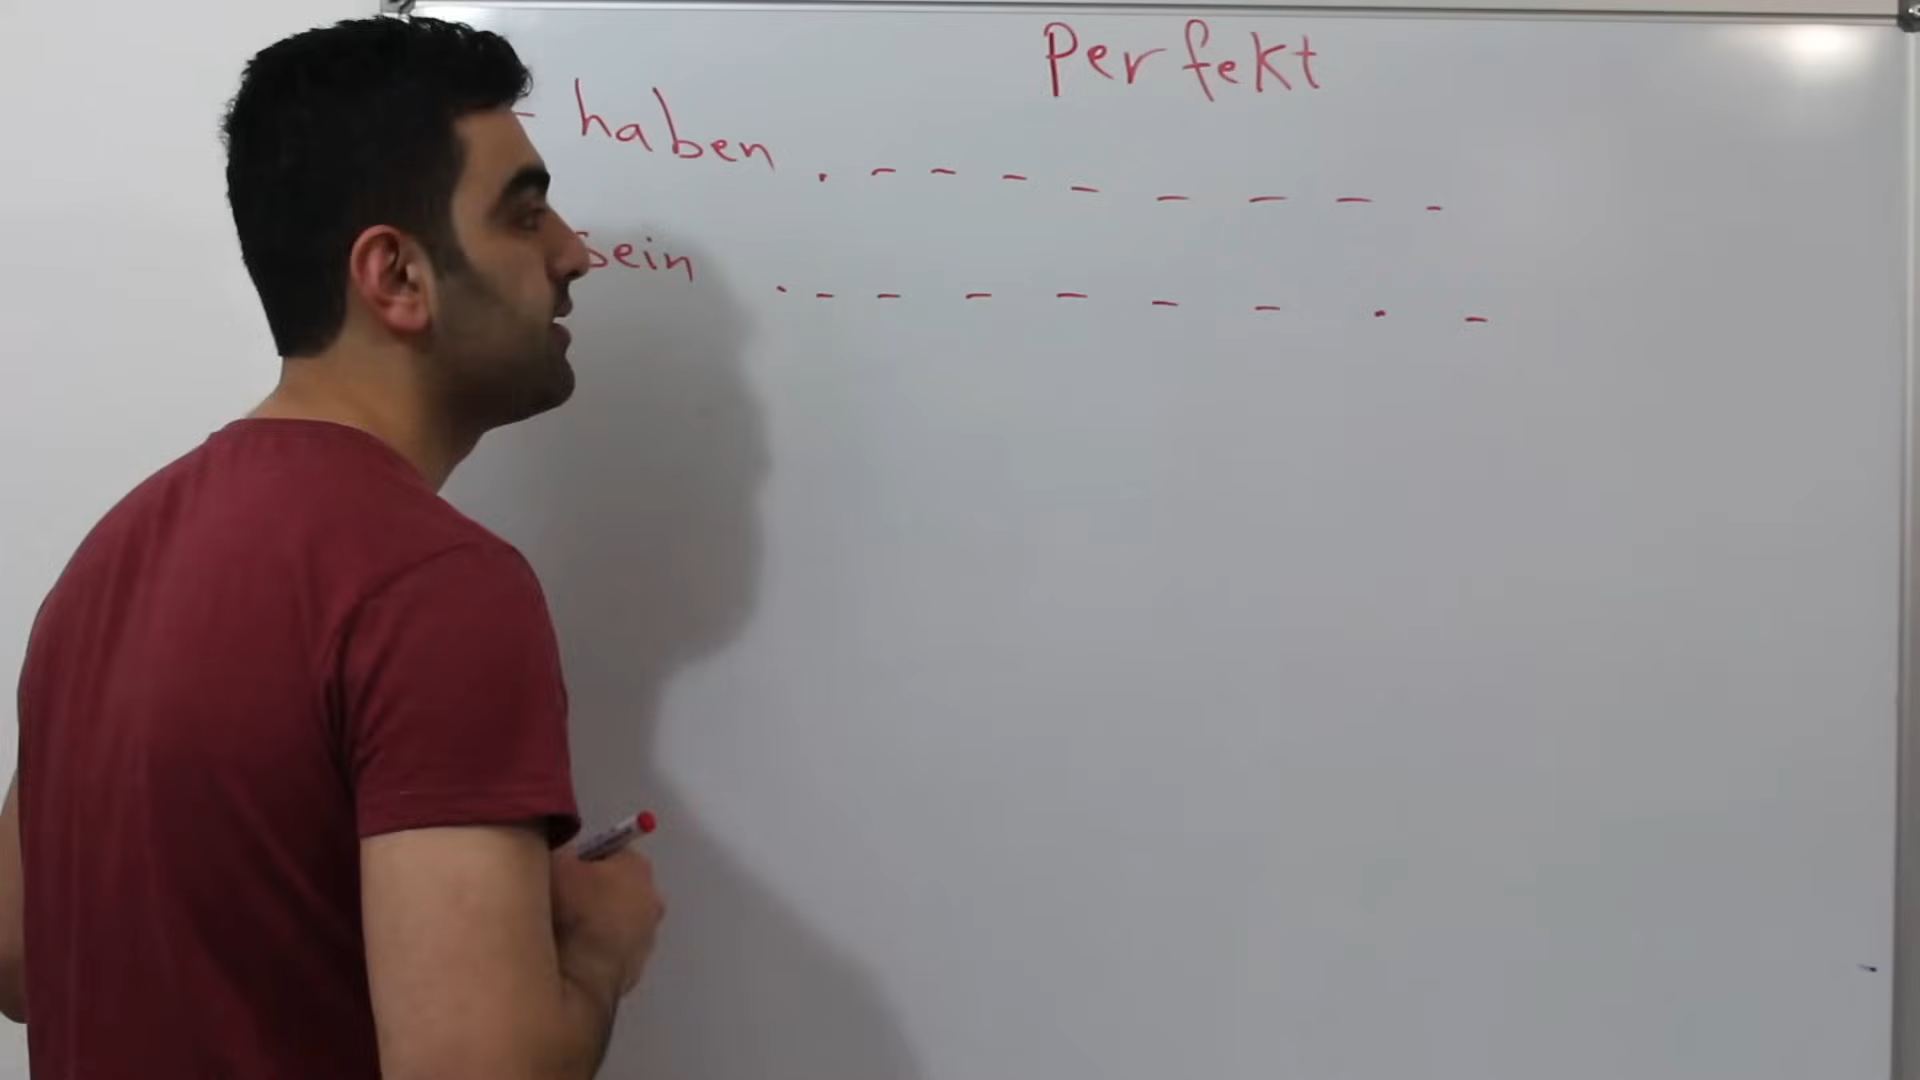 Perfekt
- haben . - - - - - - - -
sein . - - - - - - . -